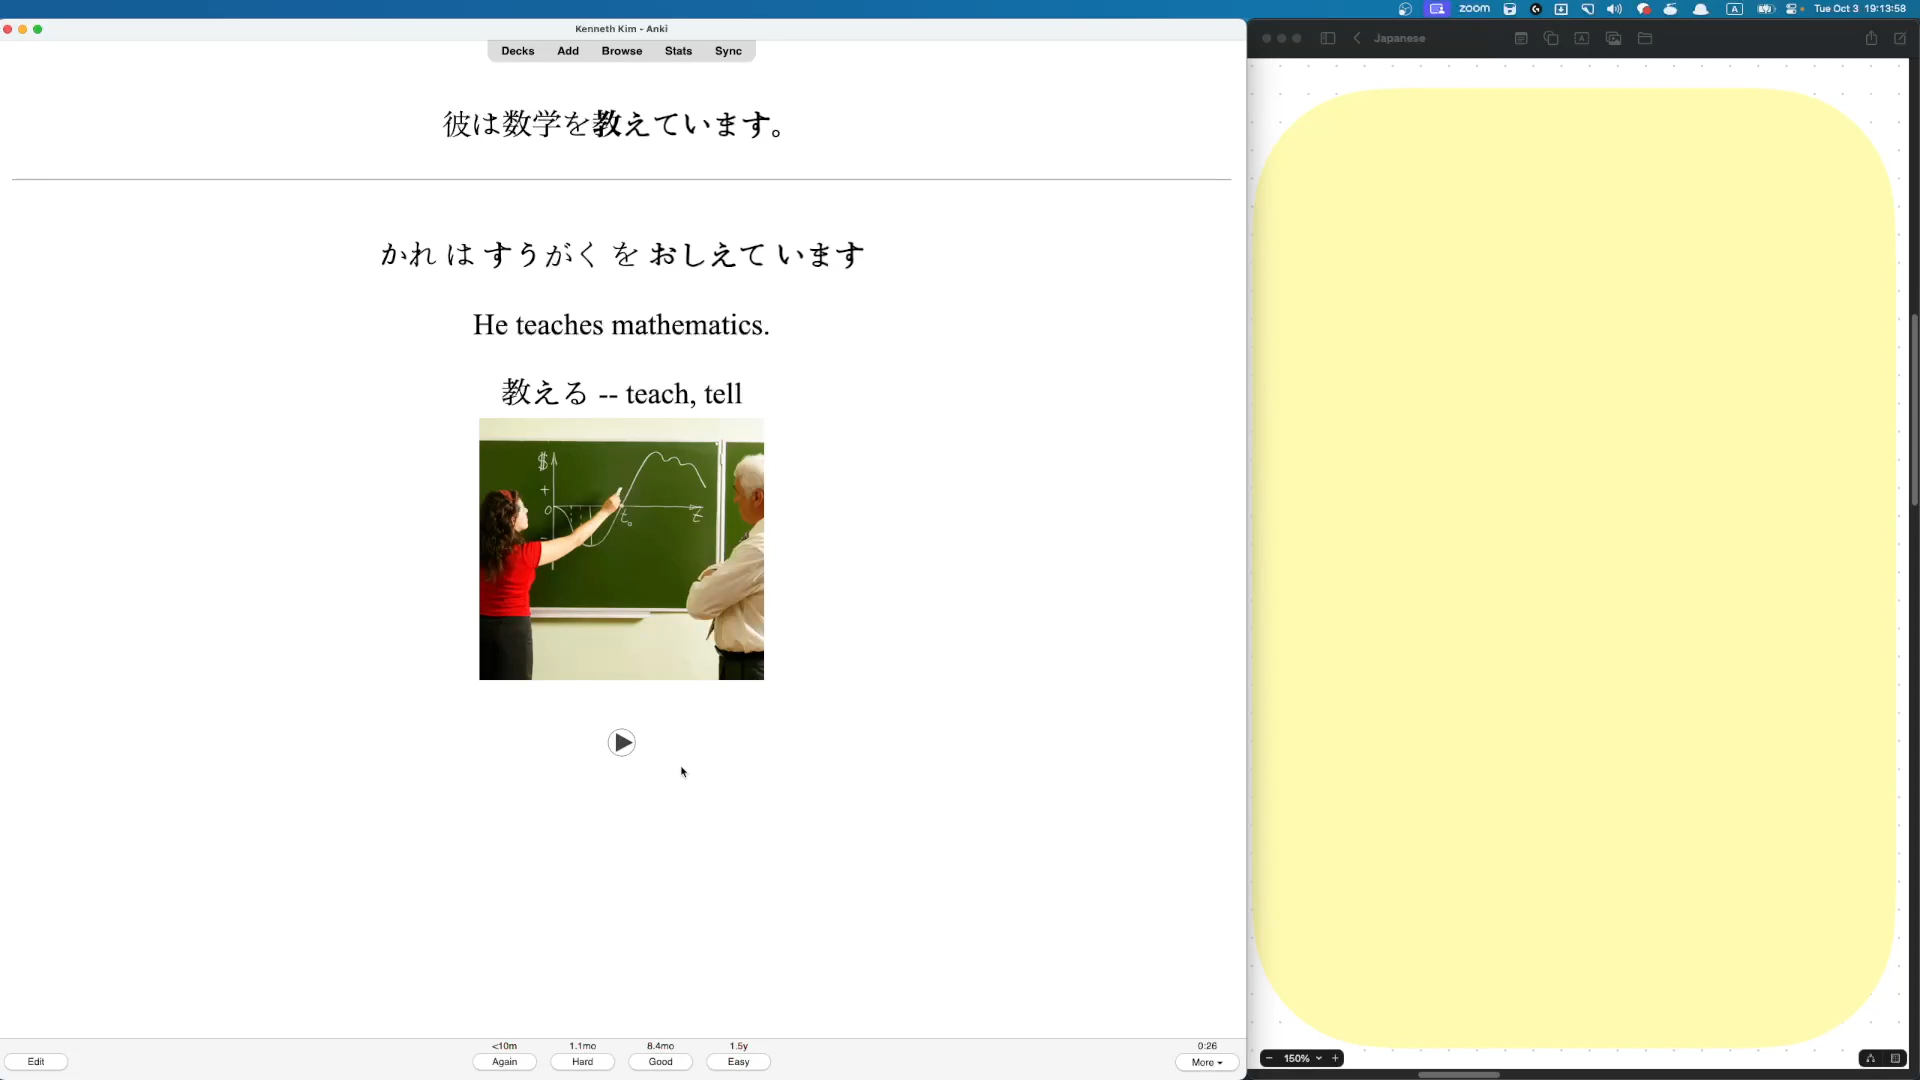 zoom
A
Tue Oct 3 19:13:58
Kenneth Kim - Anki
Decks Add Browse Stats Sync
Japanese
彼は数学を教えています。
かれ は すうがく を おしえて います
He teaches mathematics.
教える -- teach, tell
$
+
0
t₀
-
<10m 1.1mo 8.4mo 1.5y 0:26
Edit Again Hard Good Easy More
150%